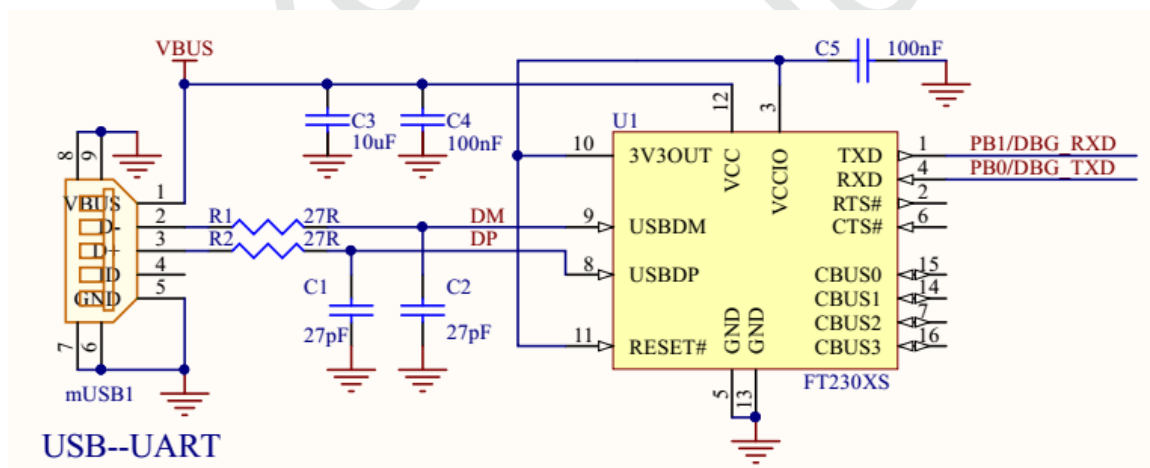 VBUS
C5 100nF
C3
10uF
C4
100nF
12
3
U1
8
9
10 3V3OUT
VCC
VCCIO
TXD 1 PB1/DBG_RXD
RXD 4 PB0/DBG_TXD
RTS# 2
CTS# 6
VBUS 1
D- 2 R1 27R DM 9 USBDM
D+ 3 R2 27R DP 8 USBDP
ID 4
GND 5
C1
27pF
C2
27pF
CBUS0 15
CBUS1 14
CBUS2 7
CBUS3 16
11 RESET#
GND
GND
7
6
5
13
mUSB1
FT230XS
USB--UART